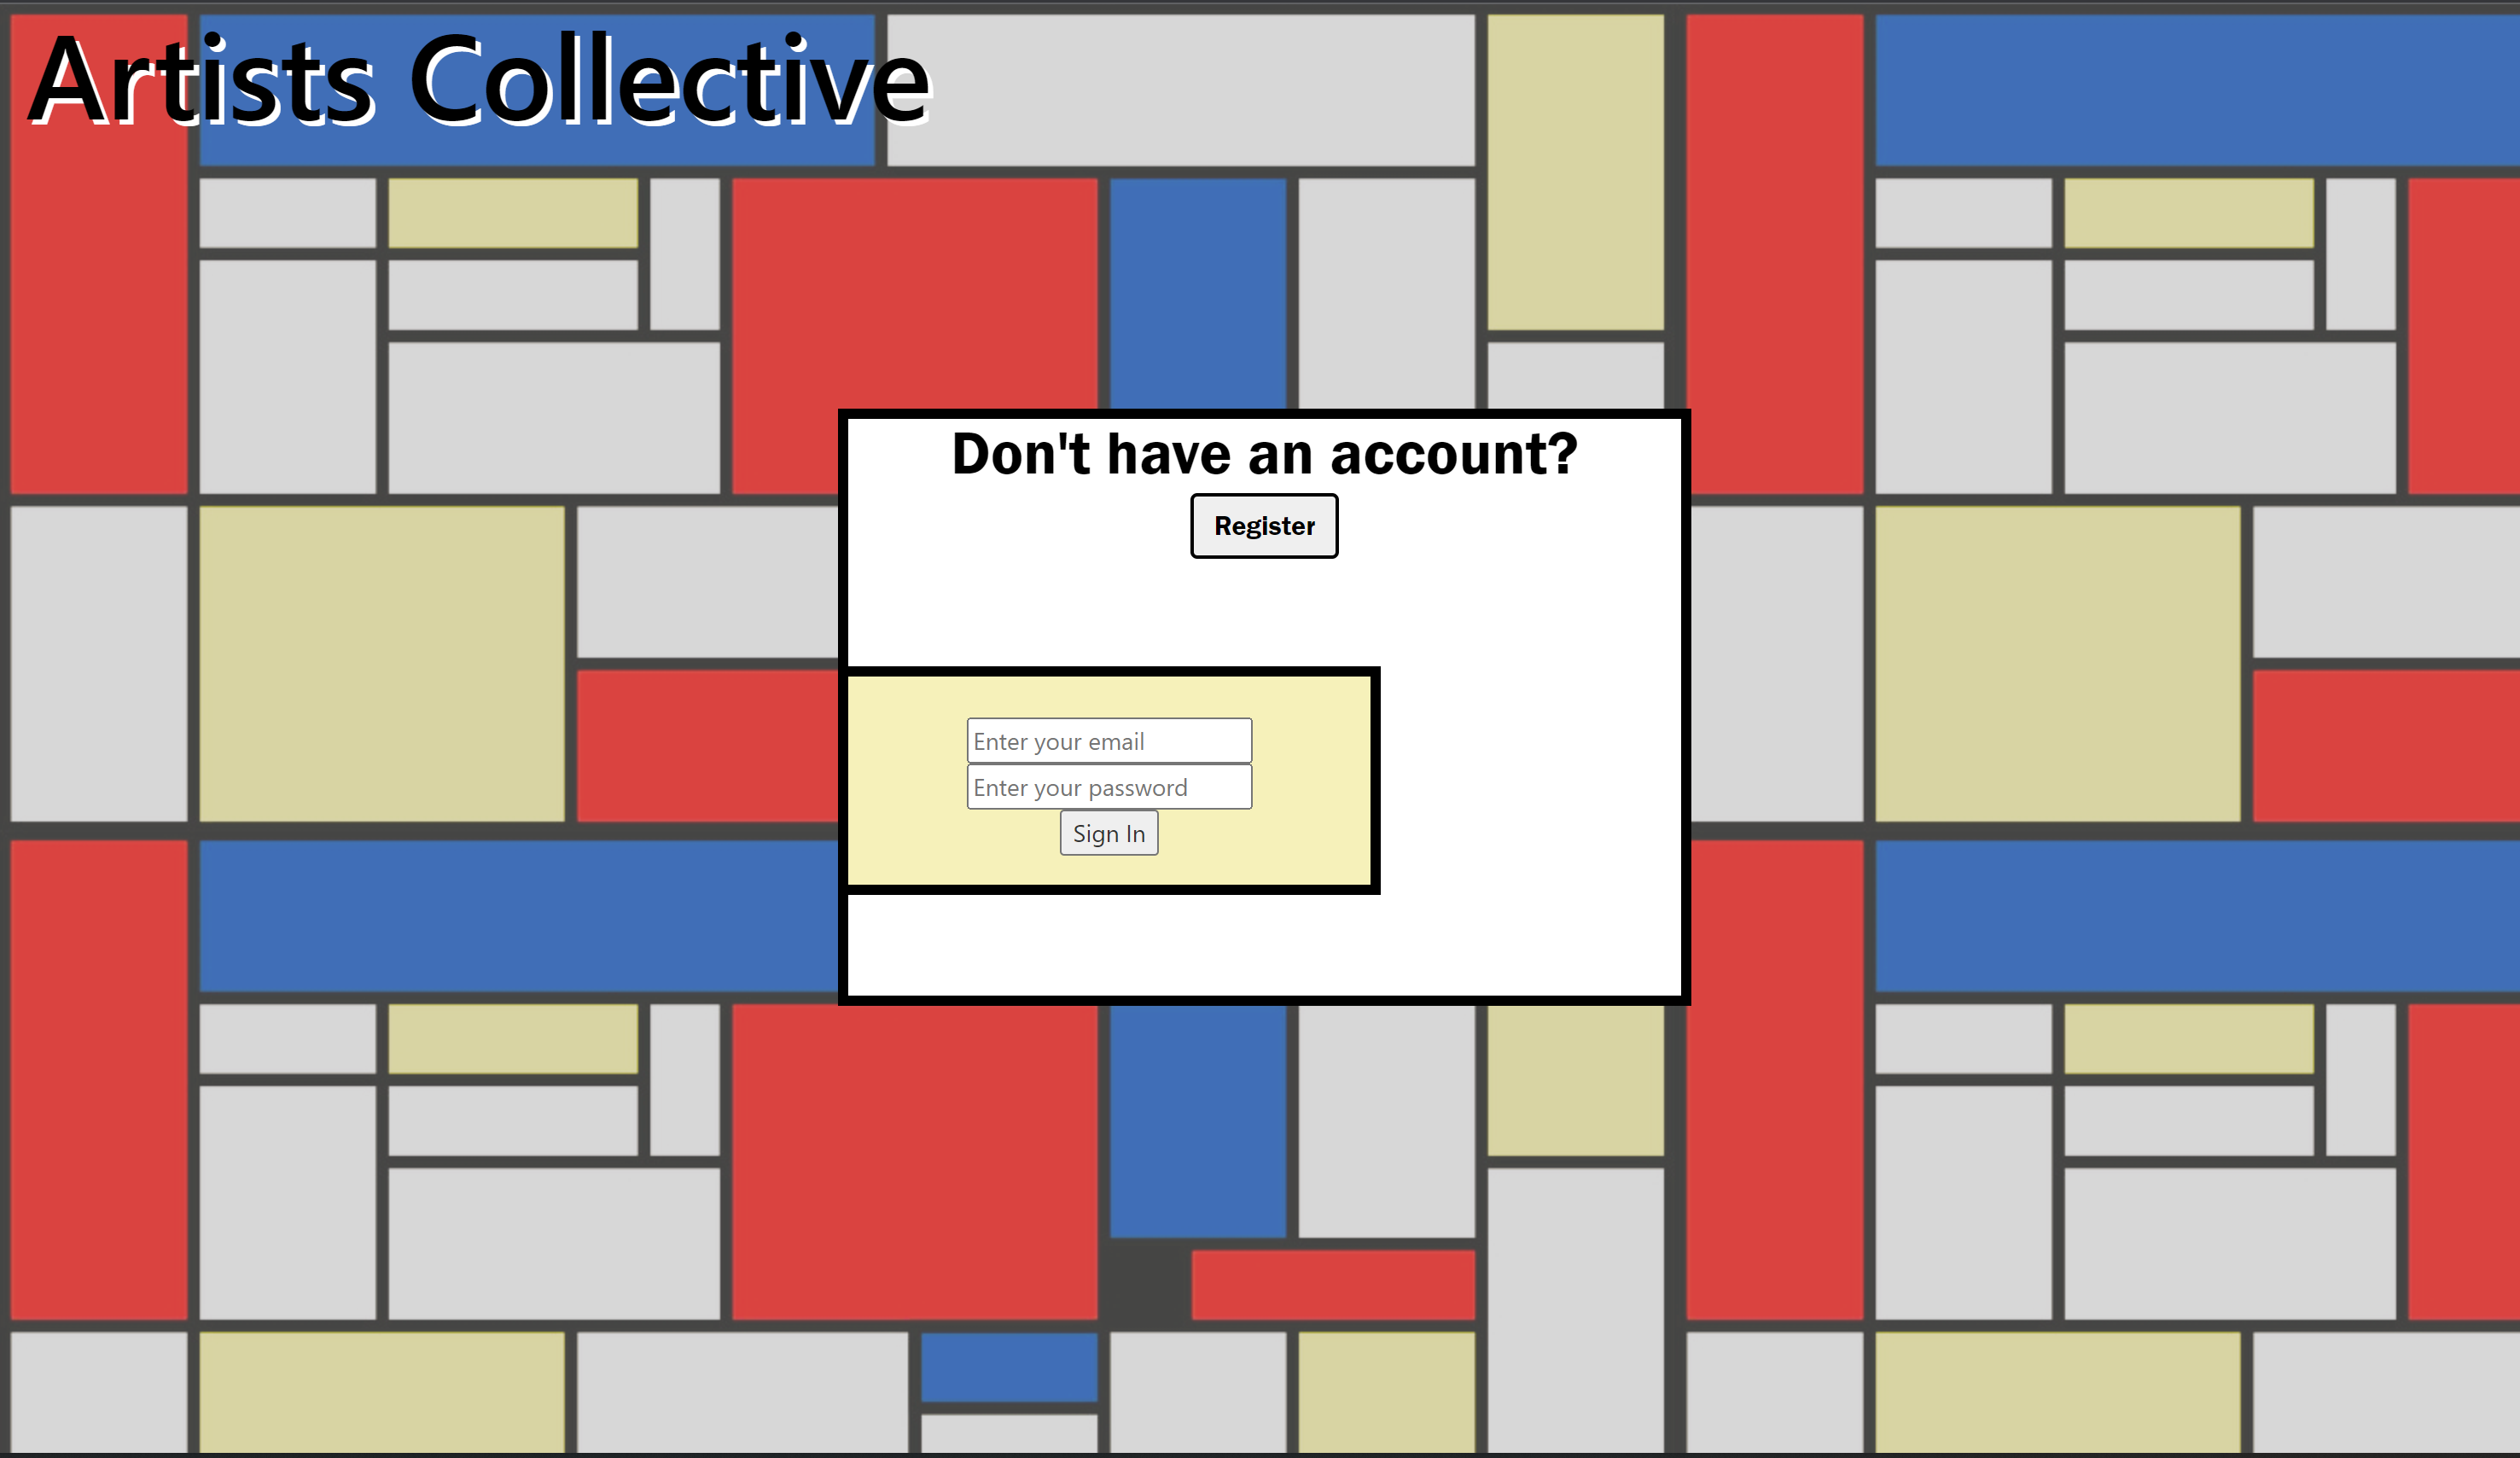 Artists Collective
Don't have an account?
Register
Enter your email
Enter your password
Sign In